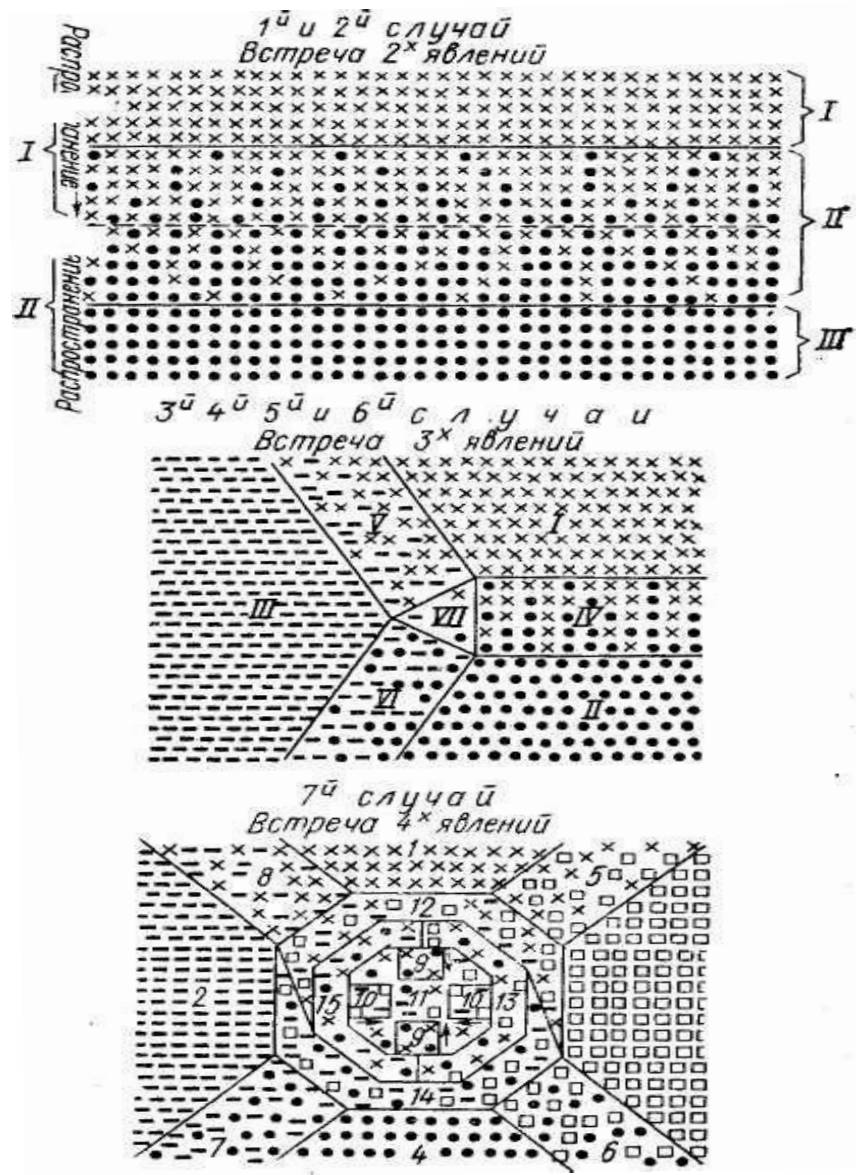 1й и 2й случай
Встреча 2х явлений
Распро
анение
I
I
II
Распространение
II
III
3й 4й 5й и 6й случаи
Встреча 3х явлений
V
I
III
VII
IV
VI
II
7й случай
Встреча 4х явлений
1
8
5
12
9
2
15
10
11
10
13
9
14
7
4
6